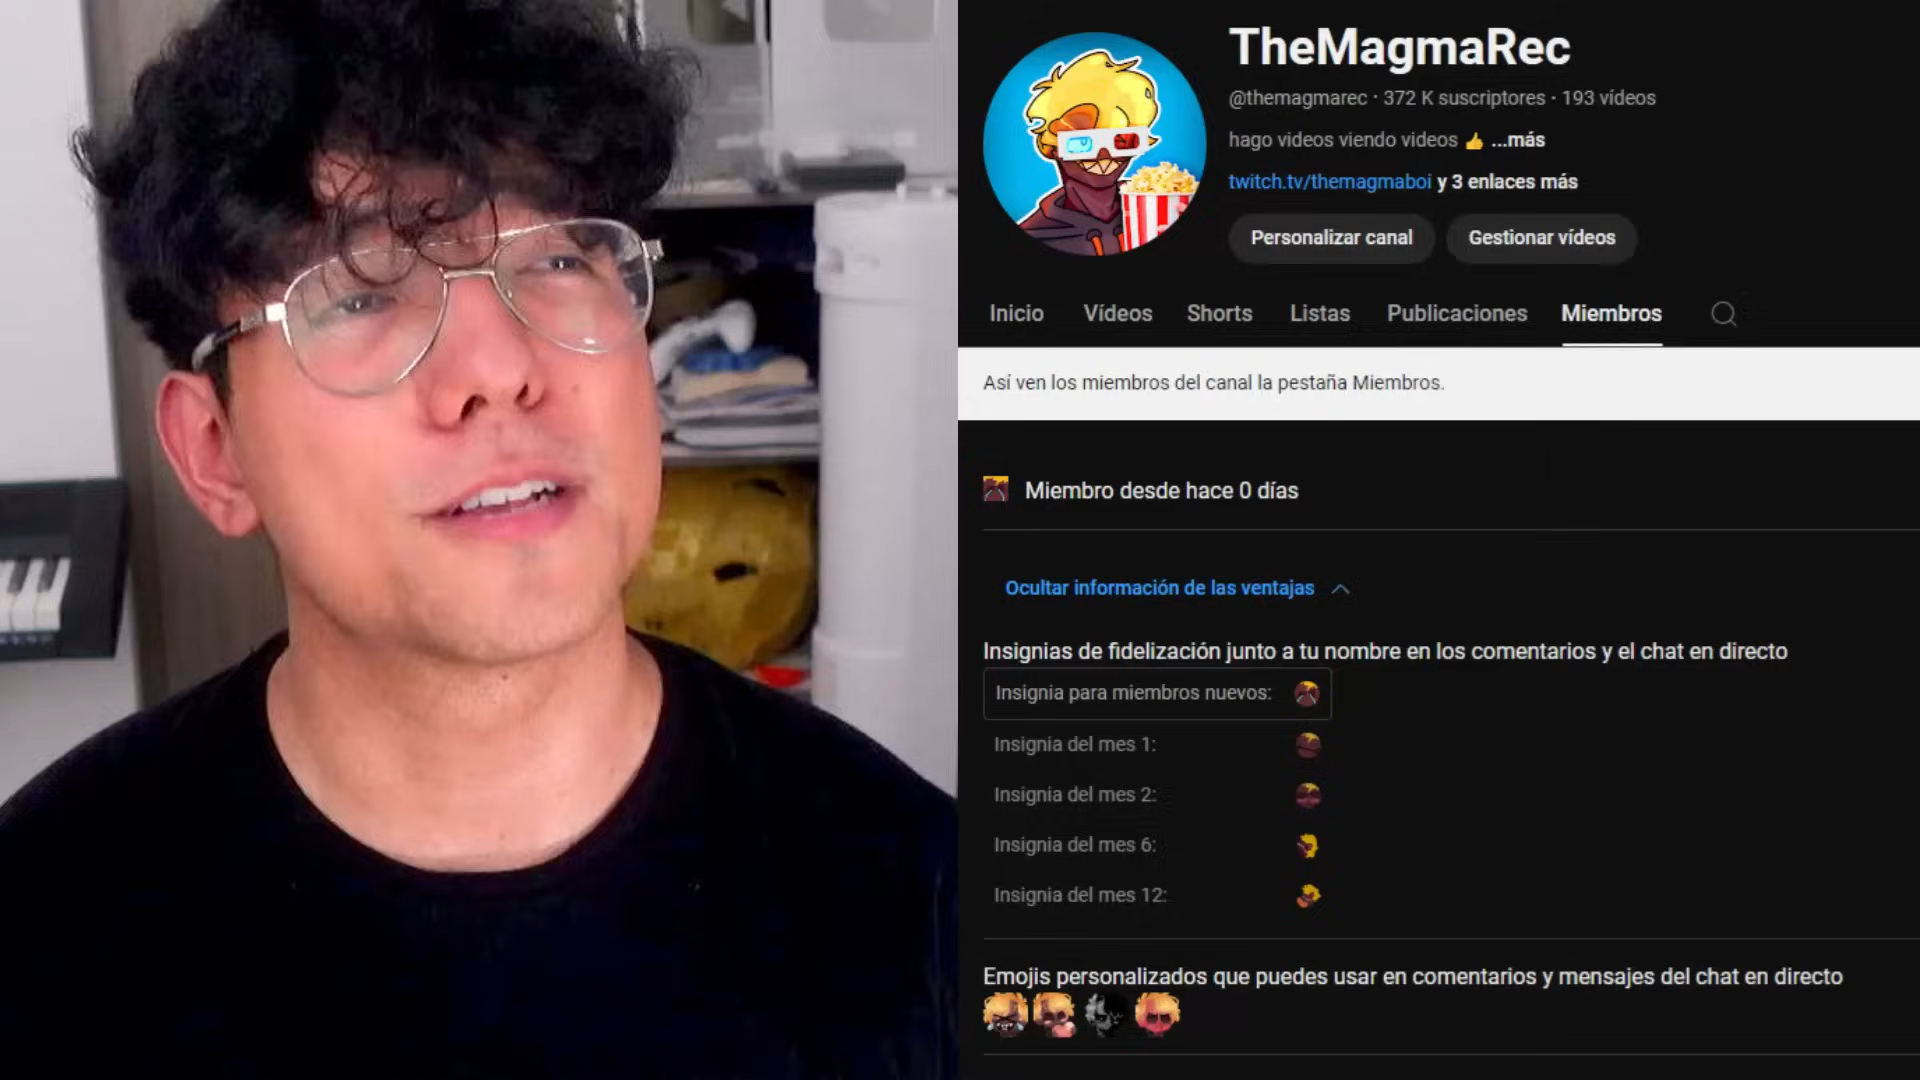 TheMagmaRec
@themagmarec · 372 K suscriptores · 193 vídeos
hago videos viendo videos 👍 ...más
twitch.tv/themagmaboi y 3 enlaces más
Personalizar canal Gestionar vídeos
Inicio Vídeos Shorts Listas Publicaciones Miembros
Así ven los miembros del canal la pestaña Miembros.
Miembro desde hace 0 días
Ocultar información de las ventajas
Insignias de fidelización junto a tu nombre en los comentarios y el chat en directo
Insignia para miembros nuevos:
Insignia del mes 1:
Insignia del mes 2:
Insignia del mes 6:
Insignia del mes 12:
Emojis personalizados que puedes usar en comentarios y mensajes del chat en directo